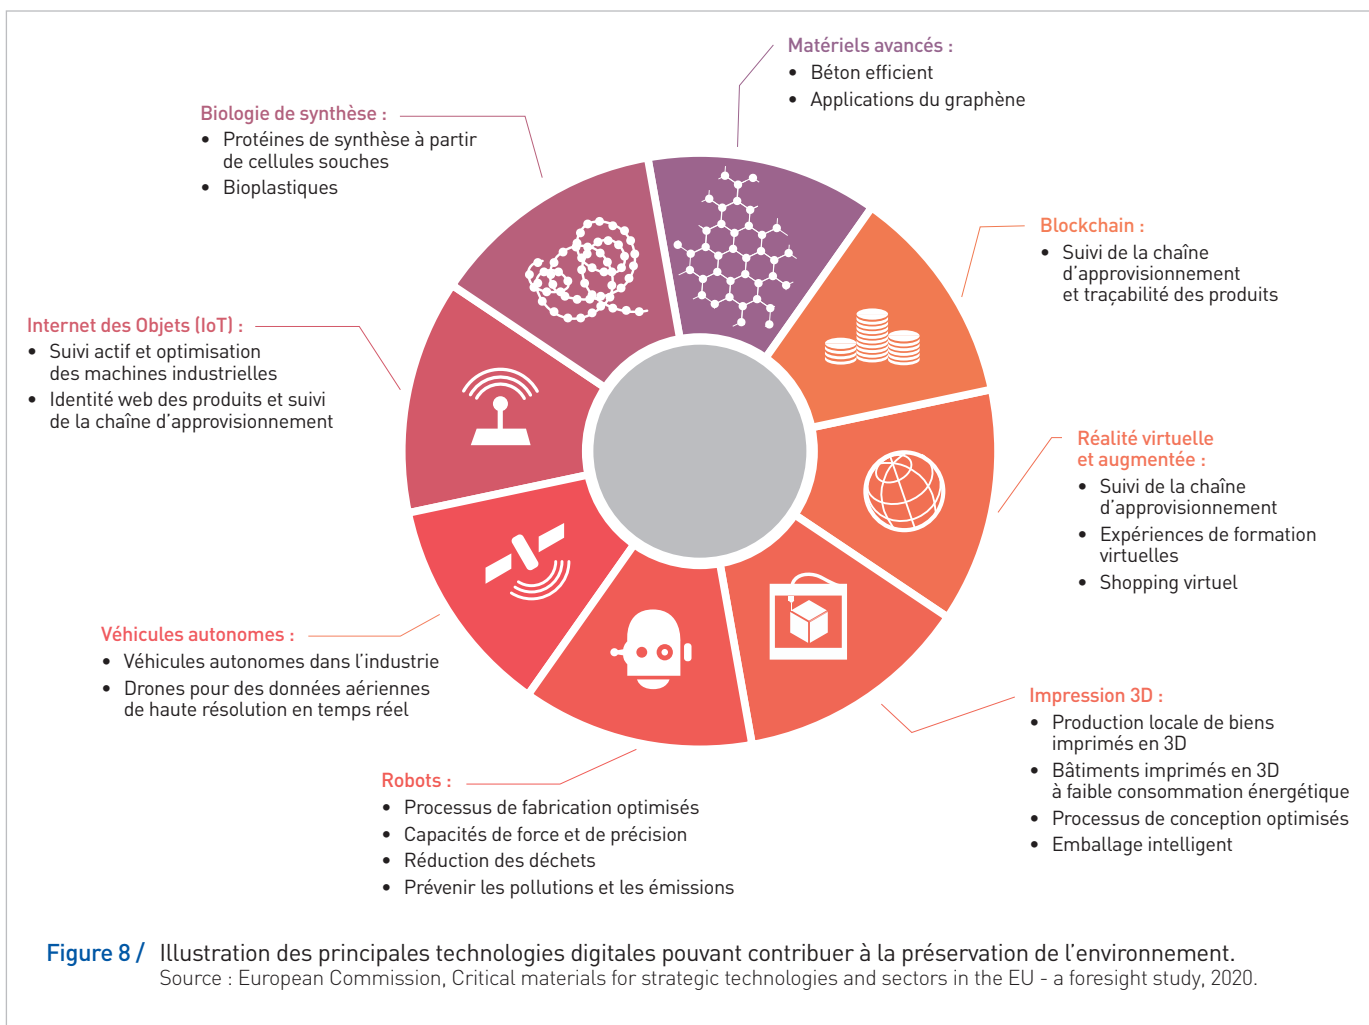 Matériels avancés :
• Béton efficient
• Applications du graphène
Biologie de synthèse :
• Protéines de synthèse à partir
de cellules souches
• Bioplastiques
Blockchain :
• Suivi de la chaîne
d’approvisionnement
et traçabilité des produits
Internet des Objets (IoT) :
• Suivi actif et optimisation
des machines industrielles
• Identité web des produits et suivi
de la chaîne d’approvisionnement
Réalité virtuelle
et augmentée :
• Suivi de la chaîne
d’approvisionnement
• Expériences de formation
virtuelles
• Shopping virtuel
Véhicules autonomes :
• Véhicules autonomes dans l’industrie
• Drones pour des données aériennes
de haute résolution en temps réel
Impression 3D :
• Production locale de biens
imprimés en 3D
• Bâtiments imprimés en 3D
à faible consommation énergétique
• Processus de conception optimisés
• Emballage intelligent
Robots :
• Processus de fabrication optimisés
• Capacités de force et de précision
• Réduction des déchets
• Prévenir les pollutions et les émissions
Figure 8 / Illustration des principales technologies digitales pouvant contribuer à la préservation de l’environnement.
Source : European Commission, Critical materials for strategic technologies and sectors in the EU - a foresight study, 2020.